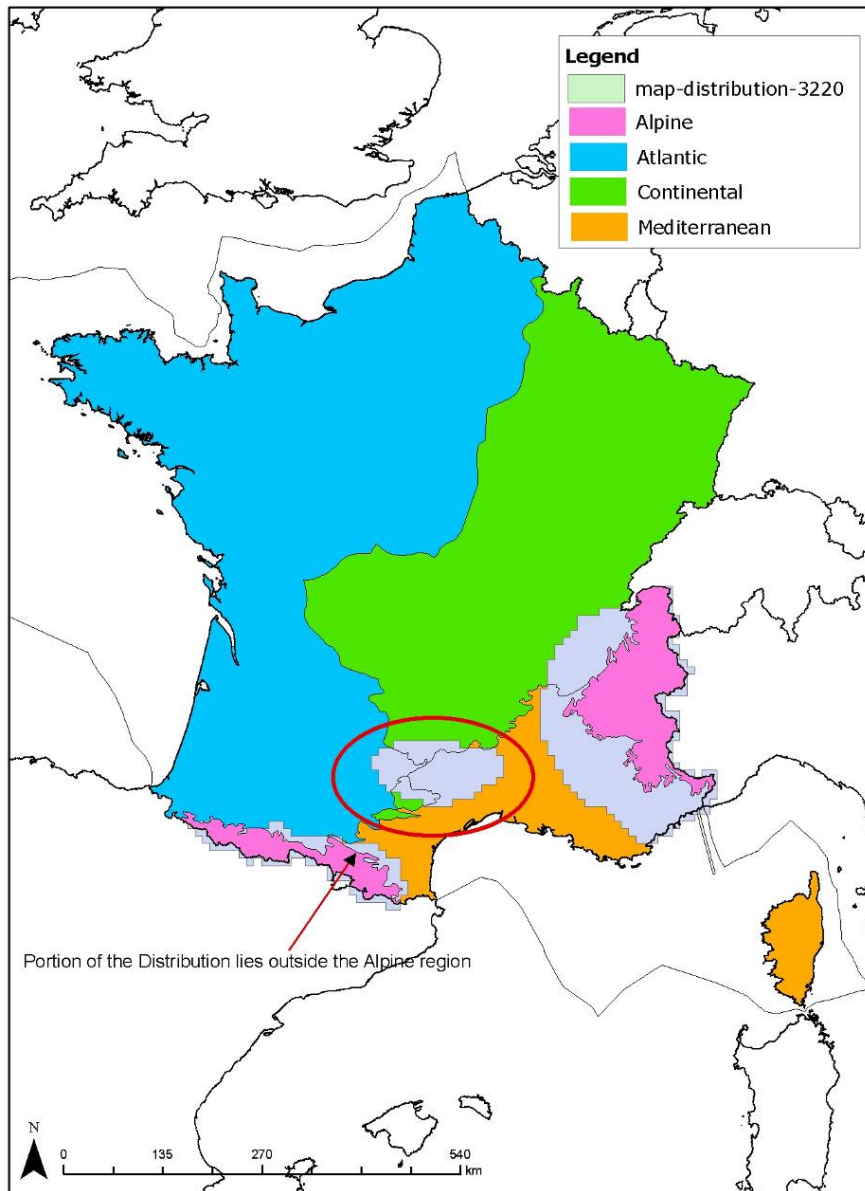 Legend
map-distribution-3220
Alpine
Atlantic
Continental
Mediterranean
Portion of the Distribution lies outside the Alpine region
N
0 135 270 540
km